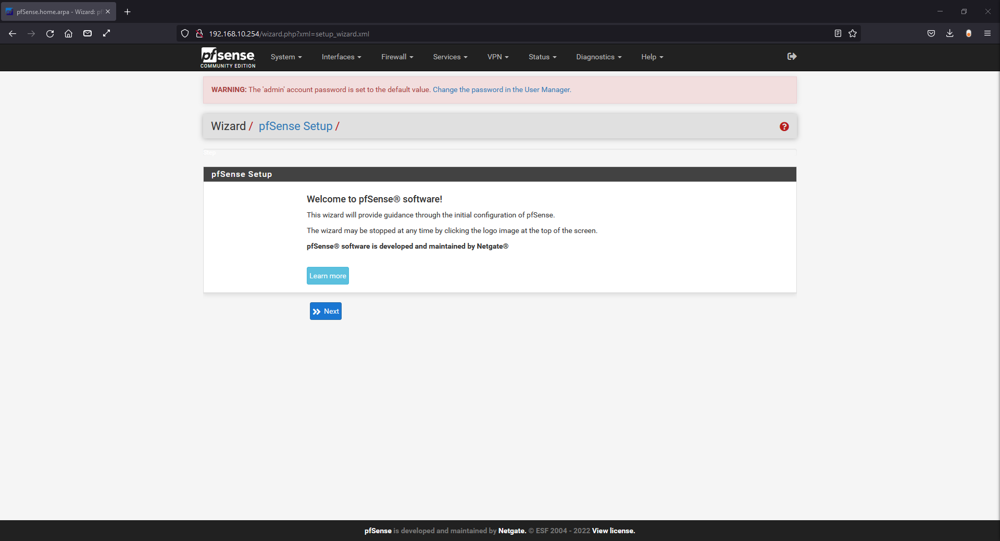 pfSense.home.arpa - Wizard: pf
192.168.10.254/wizard.php?xml=setup_wizard.xml
pfsense
COMMUNITY EDITION
System Interfaces Firewall Services VPN Status Diagnostics Help
WARNING: The 'admin' account password is set to the default value. Change the password in the User Manager.
Wizard / pfSense Setup /
Step
pfSense Setup
Welcome to pfSense® software!
This wizard will provide guidance through the initial configuration of pfSense.
The wizard may be stopped at any time by clicking the logo image at the top of the screen.
pfSense® software is developed and maintained by Netgate®
Learn more
Next
pfSense is developed and maintained by Netgate. © ESF 2004 - 2022 View license.